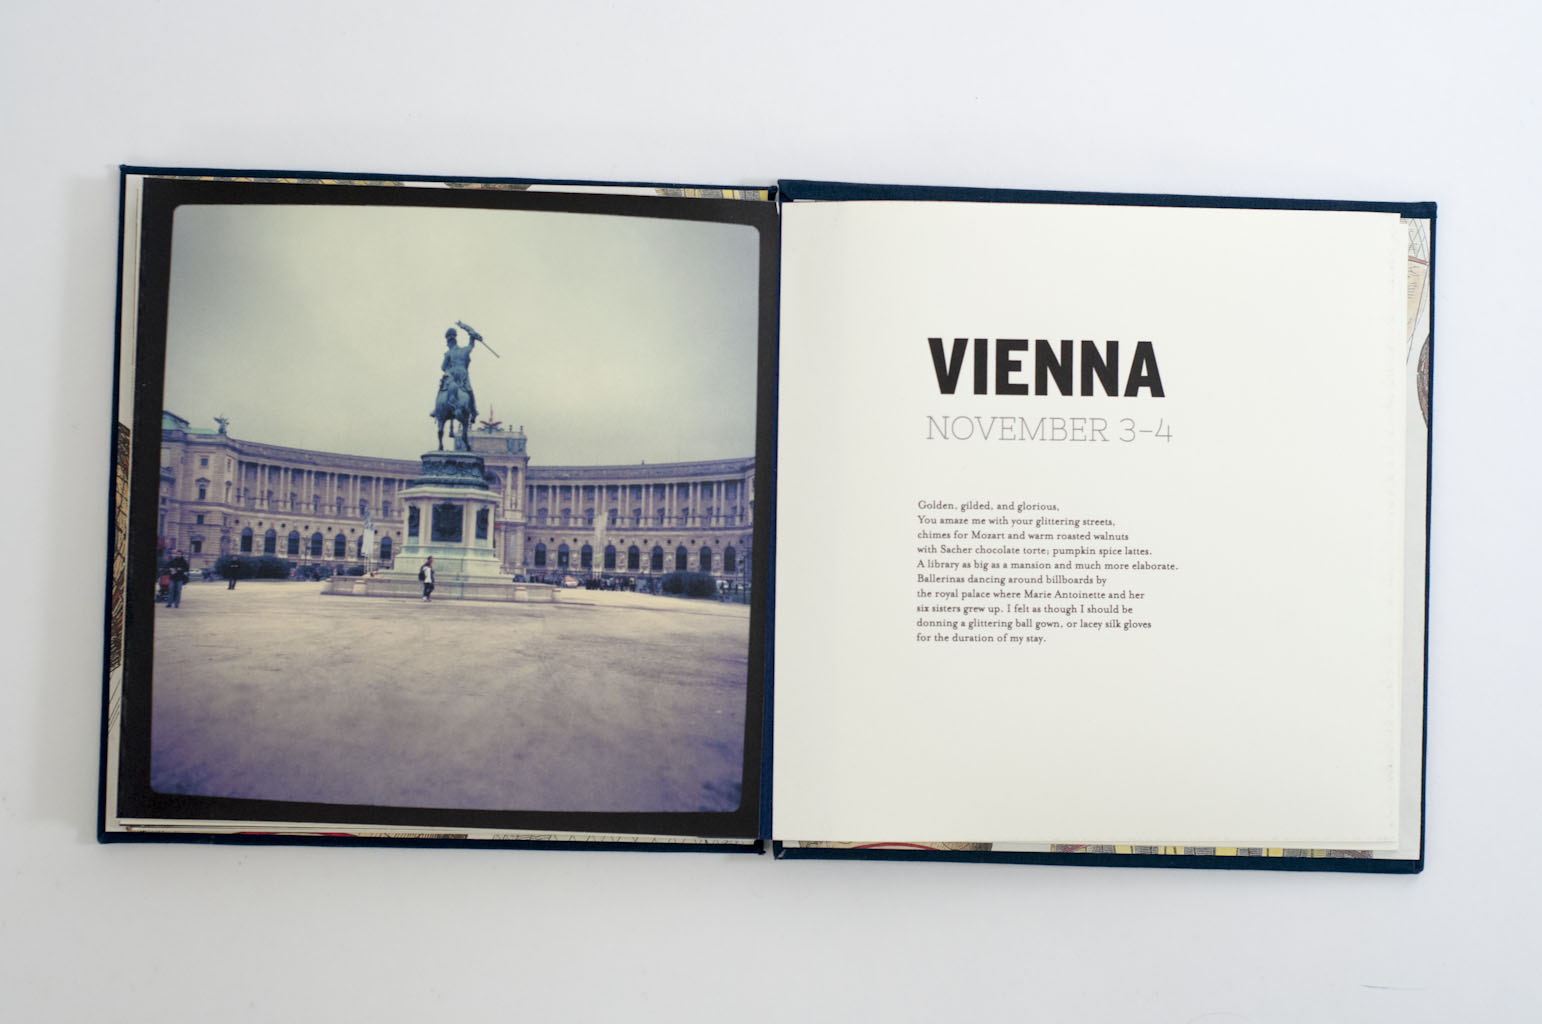 VIENNA
NOVEMBER 3–4
Golden, gilded, and glorious,
You amaze me with your glittering streets,
chimes for Mozart and warm roasted walnuts
with Sacher chocolate torte; pumpkin spice lattes.
A library as big as a mansion and much more elaborate.
Ballerinas dancing around billboards by
the royal palace where Marie Antoinette and her
six sisters grew up. I felt as though I should be
donning a glittering ball gown, or lacey silk gloves
for the duration of my stay.